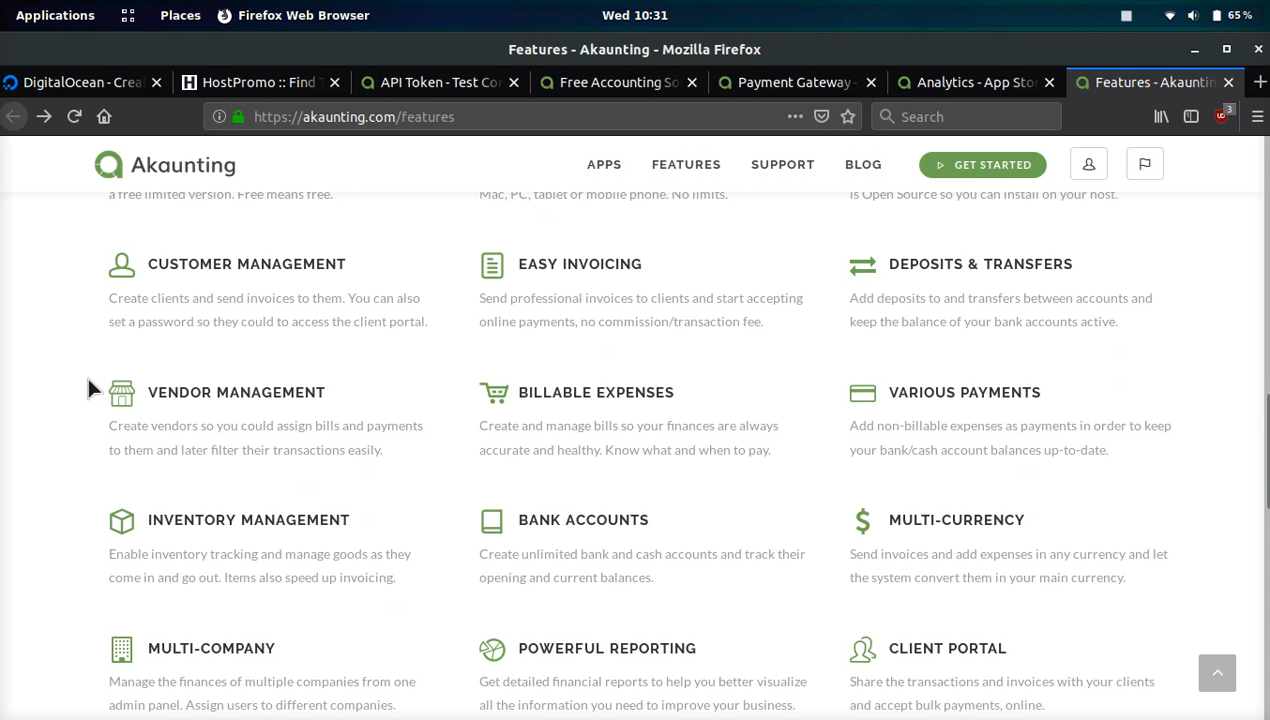 Applications Places Firefox Web Browser Wed 10:31 65 %
Features - Akaunting - Mozilla Firefox
DigitalOcean - Crea HostPromo :: Find API Token - Test Co Free Accounting So Payment Gateway - Analytics - App Sto Features - Akauntin
https://akaunting.com/features Search 3
Akaunting APPS FEATURES SUPPORT BLOG GET STARTED
a free limited version. Free means free. Mac, PC, tablet or mobile phone. No limits. is Open Source so you can install on your host.
CUSTOMER MANAGEMENT EASY INVOICING DEPOSITS & TRANSFERS
Create clients and send invoices to them. You can also Send professional invoices to clients and start accepting Add deposits to and transfers between accounts and
set a password so they could to access the client portal. online payments, no commission/transaction fee. keep the balance of your bank accounts active.
VENDOR MANAGEMENT BILLABLE EXPENSES VARIOUS PAYMENTS
Create vendors so you could assign bills and payments Create and manage bills so your finances are always Add non-billable expenses as payments in order to keep
to them and later filter their transactions easily. accurate and healthy. Know what and when to pay. your bank/cash account balances up-to-date.
INVENTORY MANAGEMENT BANK ACCOUNTS MULTI-CURRENCY
Enable inventory tracking and manage goods as they Create unlimited bank and cash accounts and track their Send invoices and add expenses in any currency and let
come in and go out. Items also speed up invoicing. opening and current balances. the system convert them in your main currency.
MULTI-COMPANY POWERFUL REPORTING CLIENT PORTAL
Manage the finances of multiple companies from one Get detailed financial reports to help you better visualize Share the transactions and invoices with your clients
admin panel. Assign users to different companies. all the information you need to improve your business. and accept bulk payments, online.